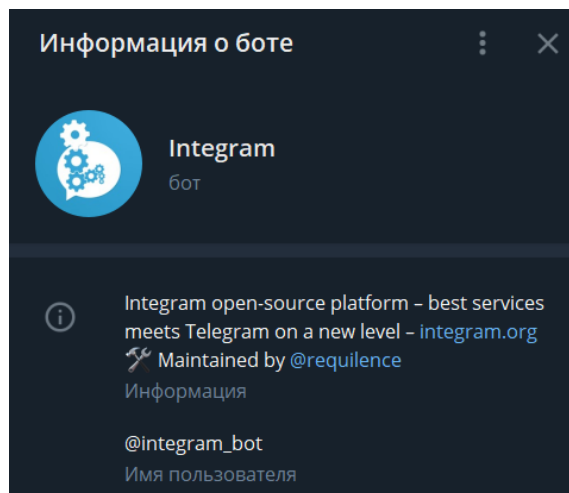 Информация о боте
Integram
бот
Integram open-source platform – best services
meets Telegram on a new level – integram.org
🛠 Maintained by @requilence
Информация
@integram_bot
Имя пользователя